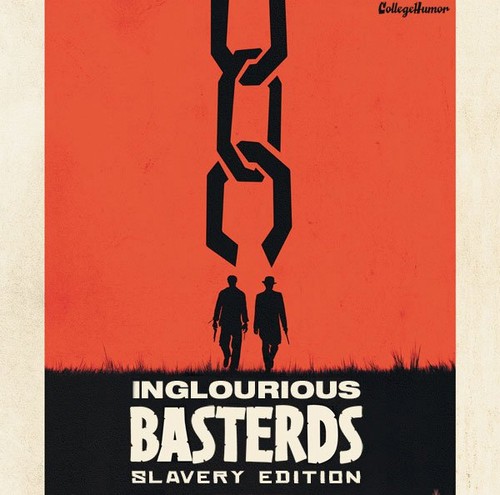 CollegeHumor
INGLOURIOUS
BASTERDS
SLAVERY EDITION